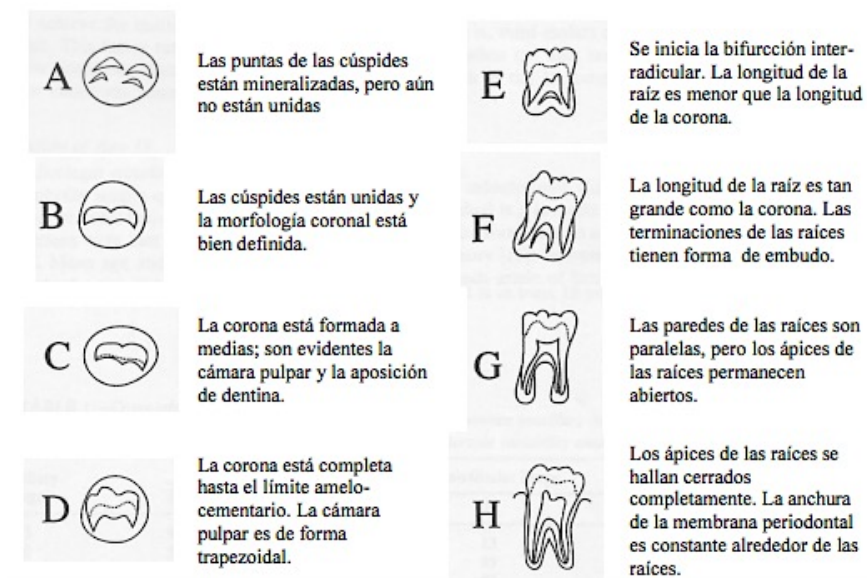 A
Las puntas de las cúspides
están mineralizadas, pero aún
no están unidas
B
Las cúspides están unidas y
la morfología coronal está
bien definida.
C
La corona está formada a
medias; son evidentes la
cámara pulpar y la aposición
de dentina.
D
La corona está completa
hasta el límite amelo-
cementario. La cámara
pulpar es de forma
trapezoidal.
E
Se inicia la bifurcción inter-
radicular. La longitud de la
raíz es menor que la longitud
de la corona.
F
La longitud de la raíz es tan
grande como la corona. Las
terminaciones de las raíces
tienen forma de embudo.
G
Las paredes de las raíces son
paralelas, pero los ápices de
las raíces permanecen
abiertos.
H
Los ápices de las raíces se
hallan cerrados
completamente. La anchura
de la membrana periodontal
es constante alrededor de las
raíces.